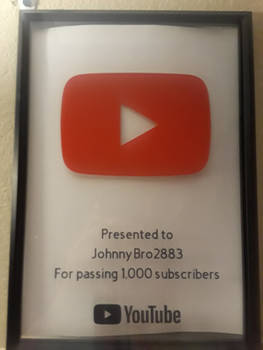 Presented to
JohnnyBro2883
For passing 1,000 subscribers
YouTube